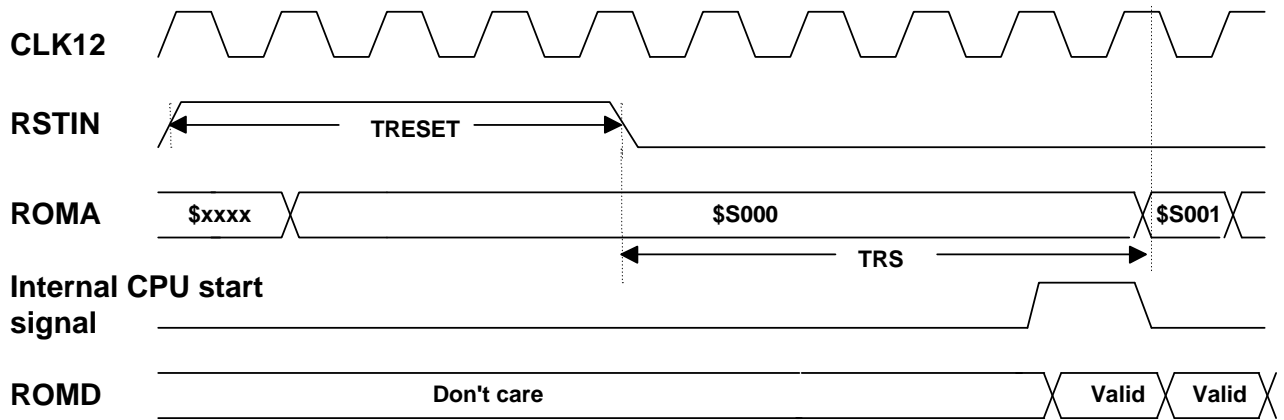 CLK12
RSTIN
TRESET
ROMA
$xxxx
$S000
$S001
TRS
Internal CPU start
signal
ROMD
Don't care
Valid
Valid